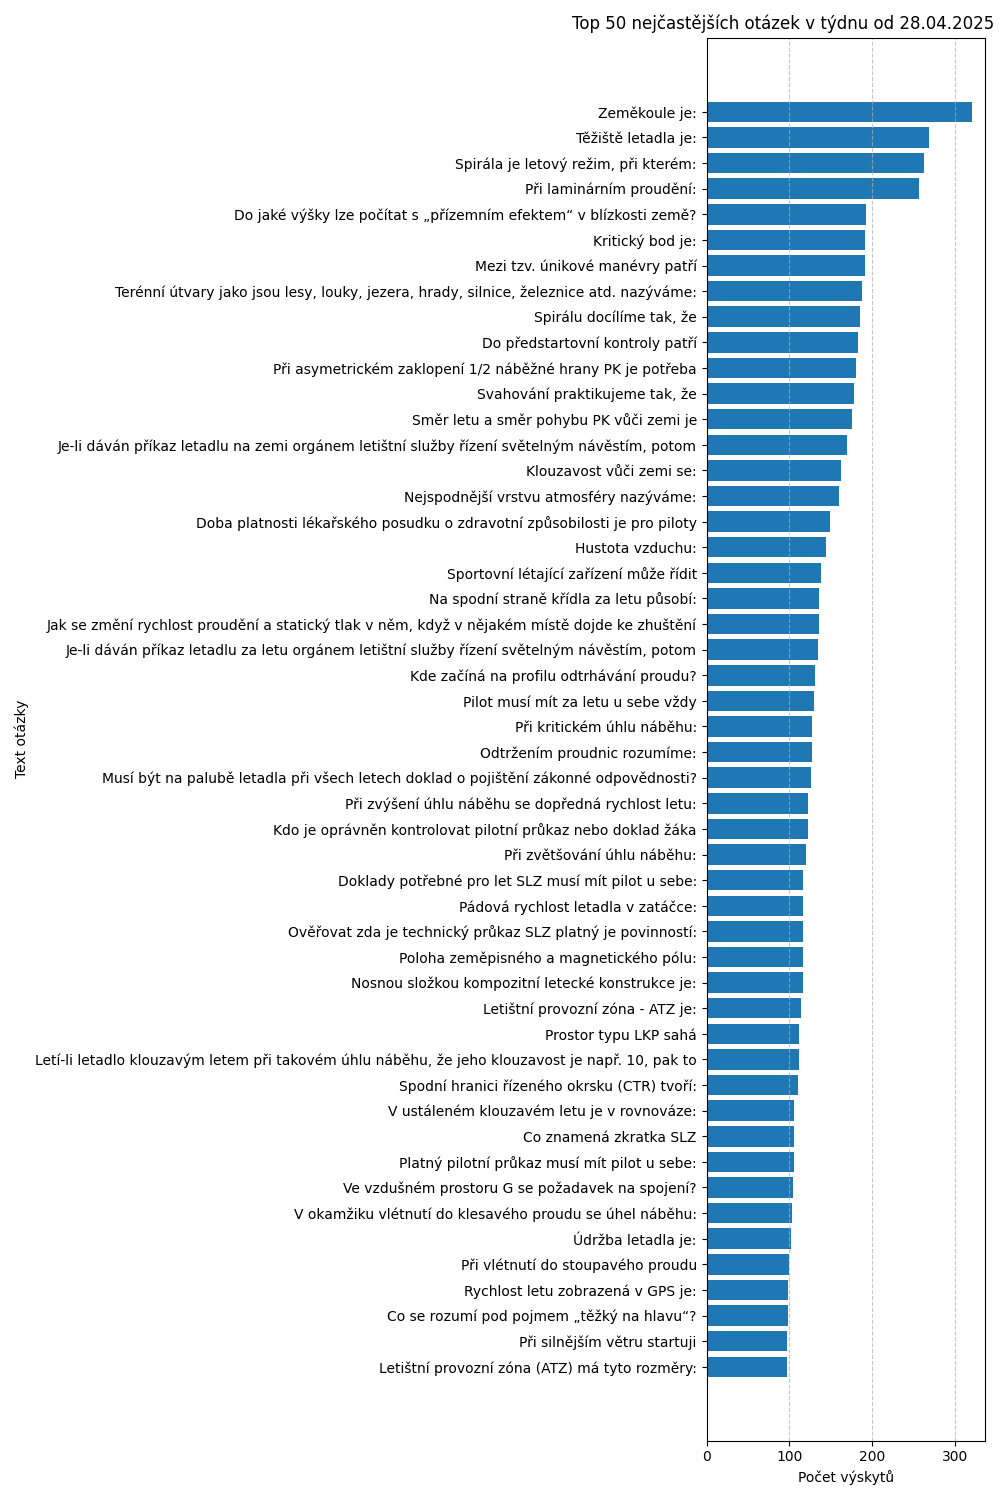 Top 50 nejčastějších otázek v týdnu od 28.04.2025
Zeměkoule je:
Těžiště letadla je:
Spirála je letový režim, při kterém:
Při laminárním proudění:
Do jaké výšky lze počítat s „přízemním efektem“ v blízkosti země?
Kritický bod je:
Mezi tzv. únikové manévry patří
Terénní útvary jako jsou lesy, louky, jezera, hrady, silnice, železnice atd. nazýváme:
Spirálu docílíme tak, že
Do předstartovní kontroly patří
Při asymetrickém zaklopení 1/2 náběžné hrany PK je potřeba
Svahování praktikujeme tak, že
Směr letu a směr pohybu PK vůči zemi je
Je-li dáván příkaz letadlu na zemi orgánem letištní služby řízení světelným návěstím, potom
Klouzavost vůči zemi se:
Nejspodnější vrstvu atmosféry nazýváme:
Doba platnosti lékařského posudku o zdravotní způsobilosti je pro piloty
Hustota vzduchu:
Sportovní létající zařízení může řídit
Na spodní straně křídla za letu působí:
Jak se změní rychlost proudění a statický tlak v něm, když v nějakém místě dojde ke zhuštění
Je-li dáván příkaz letadlu za letu orgánem letištní služby řízení světelným návěstím, potom
Kde začíná na profilu odtrhávání proudu?
Pilot musí mít za letu u sebe vždy
Při kritickém úhlu náběhu:
Odtržením proudnic rozumíme:
Musí být na palubě letadla při všech letech doklad o pojištění zákonné odpovědnosti?
Při zvýšení úhlu náběhu se dopředná rychlost letu:
Kdo je oprávněn kontrolovat pilotní průkaz nebo doklad žáka
Při zvětšování úhlu náběhu:
Doklady potřebné pro let SLZ musí mít pilot u sebe:
Pádová rychlost letadla v zatáčce:
Ověřovat zda je technický průkaz SLZ platný je povinností:
Poloha zeměpisného a magnetického pólu:
Nosnou složkou kompozitní letecké konstrukce je:
Letištní provozní zóna - ATZ je:
Prostor typu LKP sahá
Letí-li letadlo klouzavým letem při takovém úhlu náběhu, že jeho klouzavost je např. 10, pak to
Spodní hranici řízeného okrsku (CTR) tvoří:
V ustáleném klouzavém letu je v rovnováze:
Co znamená zkratka SLZ
Platný pilotní průkaz musí mít pilot u sebe:
Ve vzdušném prostoru G se požadavek na spojení?
V okamžiku vlétnutí do klesavého proudu se úhel náběhu:
Údržba letadla je:
Při vlétnutí do stoupavého proudu
Rychlost letu zobrazená v GPS je:
Co se rozumí pod pojmem „těžký na hlavu“?
Při silnějším větru startuji
Letištní provozní zóna (ATZ) má tyto rozměry:
Text otázky
0 100 200 300
Počet výskytů